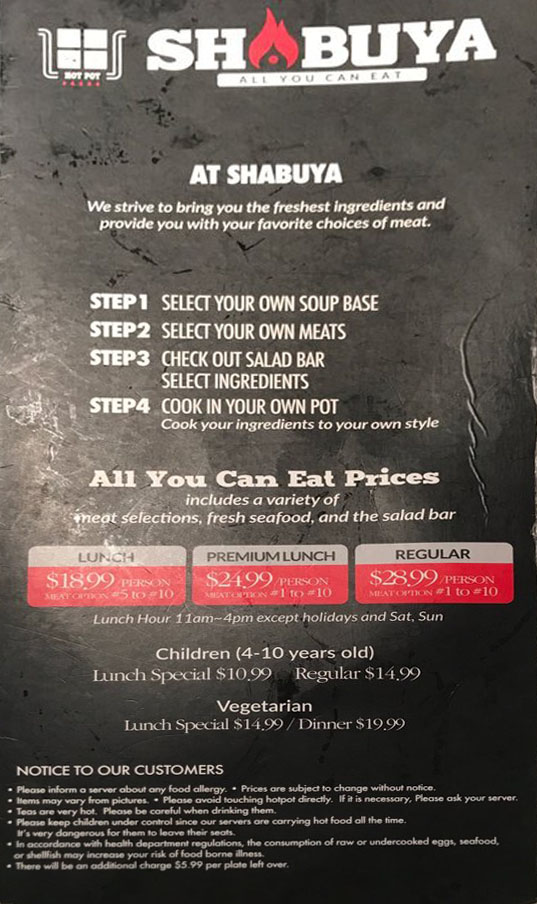 HOT POT
SHABUYA
ALL YOU CAN EAT
AT SHABUYA
We strive to bring you the freshest ingredients and
provide you with your favorite choices of meat.
STEP1 SELECT YOUR OWN SOUP BASE
STEP2 SELECT YOUR OWN MEATS
STEP3 CHECK OUT SALAD BAR
SELECT INGREDIENTS
STEP4 COOK IN YOUR OWN POT
Cook your ingredients to your own style
All You Can Eat Prices
includes a variety of
meat selections, fresh seafood, and the salad bar
LUNCH
$18.99 /PERSON
MEAT OPTION #5 to #10
PREMIUM LUNCH
$24.99 /PERSON
MEAT OPTION #1 to #10
REGULAR
$28.99 /PERSON
MEAT OPTION #1 to #10
Lunch Hour 11am~4pm except holidays and Sat, Sun
Children (4-10 years old)
Lunch Special $10.99 Regular $14.99
Vegetarian
Lunch Special $14.99 / Dinner $19.99
NOTICE TO OUR CUSTOMERS
• Please inform a server about any food allergy. • Prices are subject to change without notice.
• Items may vary from pictures. • Please avoid touching hotpot directly. If it is necessary, Please ask your server.
• Teas are very hot. Please be careful when drinking them.
• Please keep children under control since our servers are carrying hot food all the time.
It's very dangerous for them to leave their seats.
• In accordance with health department regulations, the consumption of raw or undercooked eggs, seafood,
or shellfish may increase your risk of food borne illness.
• There will be an additional charge $5.99 per plate left over.